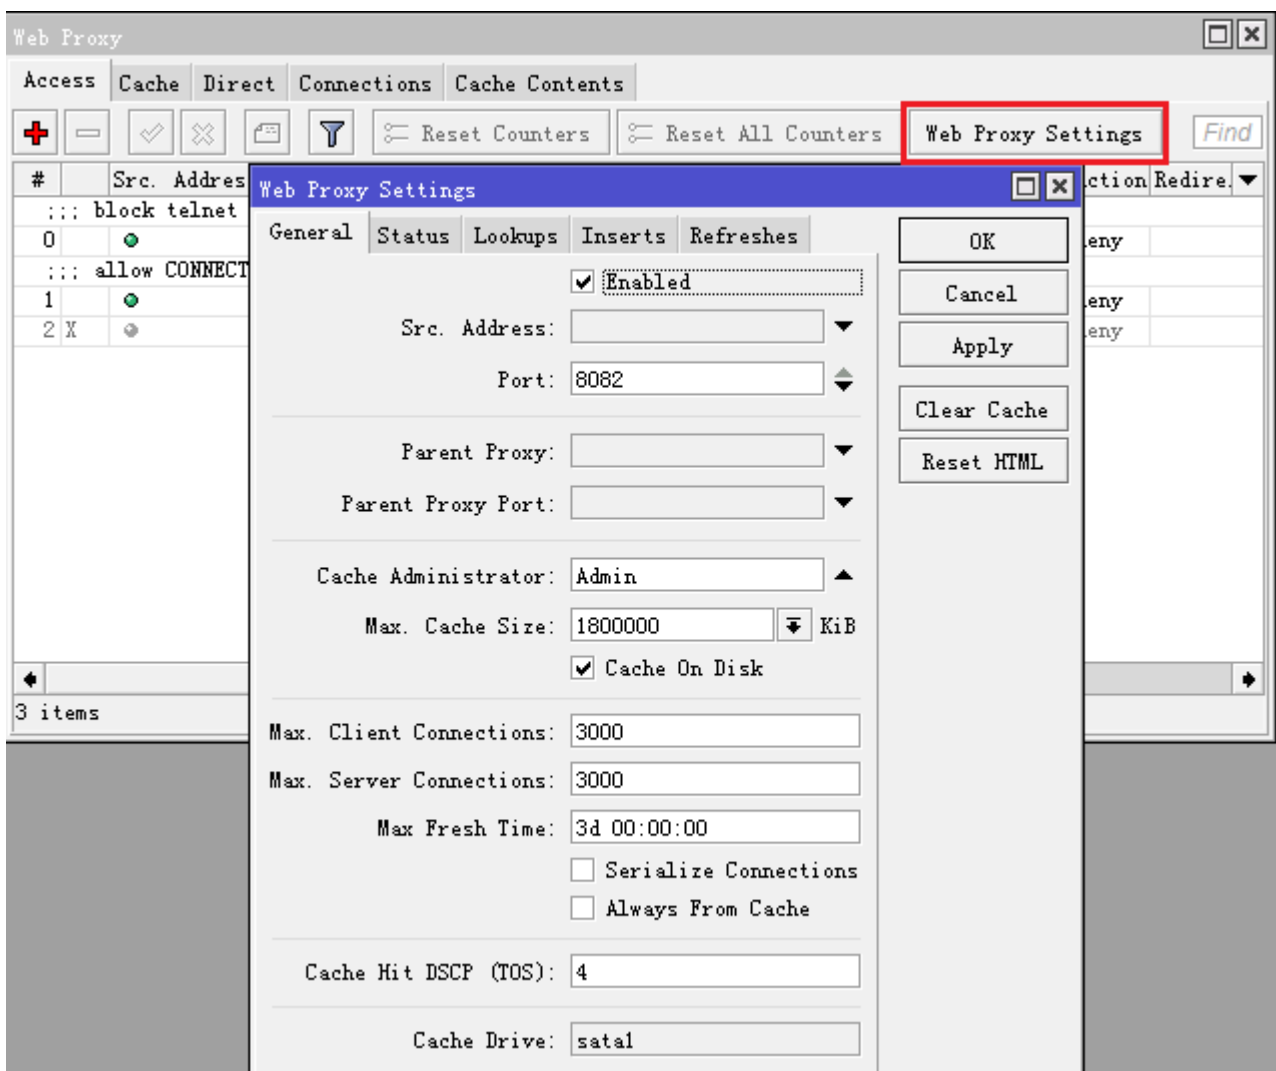 Web Proxy
Access Cache Direct Connections Cache Contents
Reset Counters Reset All Counters Web Proxy Settings Find
# Src. Addres ction Redire.
;;; block telnet
0 eny
;;; allow CONNECT
1 eny
2 X eny
3 items
Web Proxy Settings
General Status Lookups Inserts Refreshes
Enabled
Src. Address:
Port: 8082
Parent Proxy:
Parent Proxy Port:
Cache Administrator: Admin
Max. Cache Size: 1800000 KiB
Cache On Disk
Max. Client Connections: 3000
Max. Server Connections: 3000
Max Fresh Time: 3d 00:00:00
Serialize Connections
Always From Cache
Cache Hit DSCP (TOS): 4
Cache Drive: sata1
OK
Cancel
Apply
Clear Cache
Reset HTML